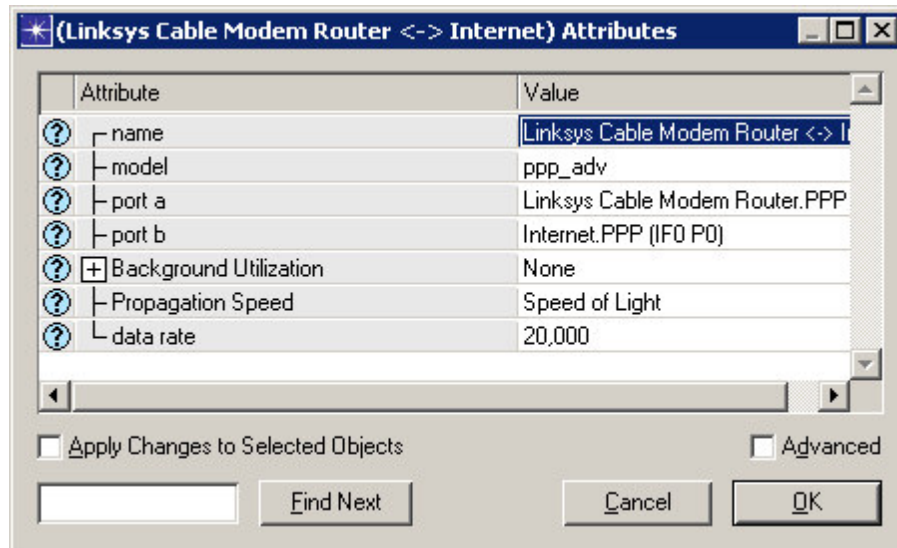 (Linksys Cable Modem Router <-> Internet) Attributes
Attribute Value
? name Linksys Cable Modem Router <-> I
? model ppp_adv
? port a Linksys Cable Modem Router.PPP
? port b Internet.PPP (IF0 P0)
? + Background Utilization None
? Propagation Speed Speed of Light
? data rate 20,000
Apply Changes to Selected Objects Advanced
Find Next Cancel OK